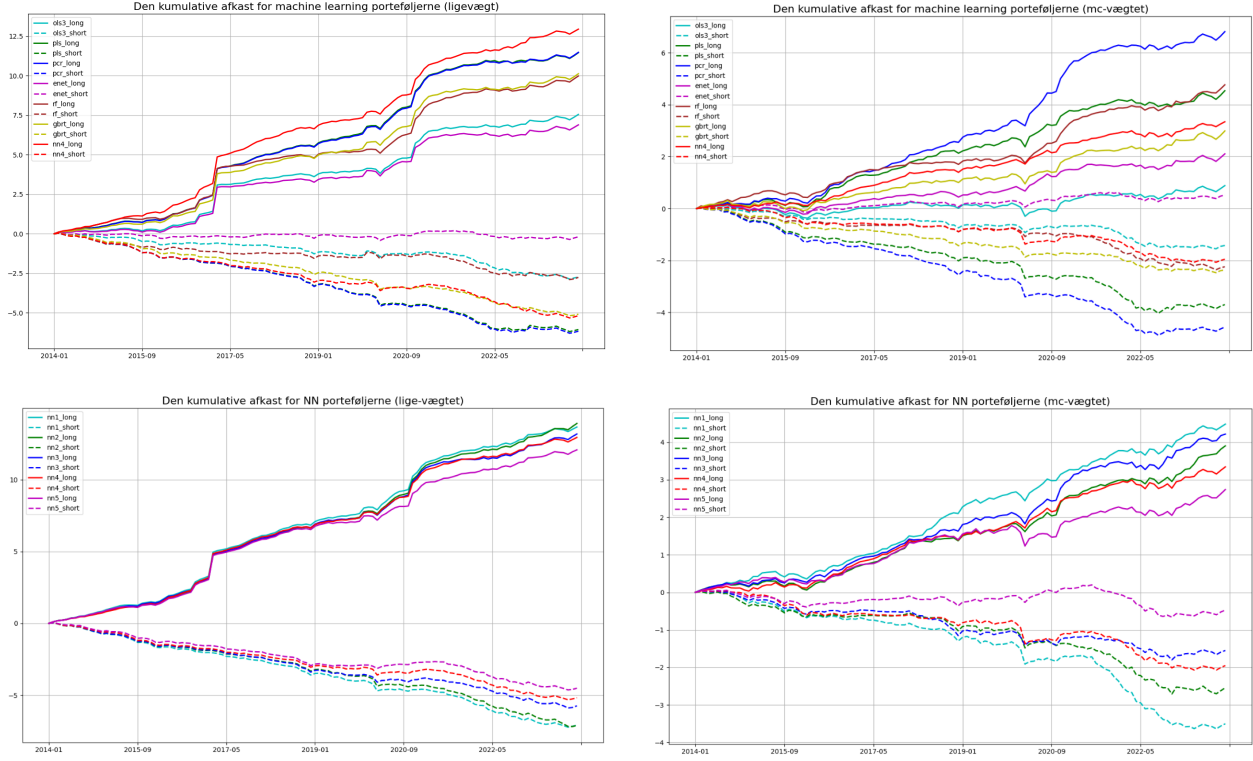 Den kumulative afkast for machine learning porteføljerne (ligevægt)
ols3_long
ols3_short
pls_long
pls_short
pcr_long
pcr_short
enet_long
enet_short
rf_long
rf_short
gbrt_long
gbrt_short
nn4_long
nn4_short
12.5
10.0
7.5
5.0
2.5
0.0
−2.5
−5.0
2014-01 2015-09 2017-05 2019-01 2020-09 2022-05
Den kumulative afkast for machine learning porteføljerne (mc-vægtet)
ols3_long
ols3_short
pls_long
pls_short
pcr_long
pcr_short
enet_long
enet_short
rf_long
rf_short
gbrt_long
gbrt_short
nn4_long
nn4_short
6
4
2
0
−2
−4
2014-01 2015-09 2017-05 2019-01 2020-09 2022-05
Den kumulative afkast for NN porteføljerne (lige-vægtet)
nn1_long
nn1_short
nn2_long
nn2_short
nn3_long
nn3_short
nn4_long
nn4_short
nn5_long
nn5_short
10
5
0
−5
2014-01 2015-09 2017-05 2019-01 2020-09 2022-05
Den kumulative afkast for NN porteføljerne (mc-vægtet)
nn1_long
nn1_short
nn2_long
nn2_short
nn3_long
nn3_short
nn4_long
nn4_short
nn5_long
nn5_short
4
3
2
1
0
−1
−2
−3
−4
2014-01 2015-09 2017-05 2019-01 2020-09 2022-05